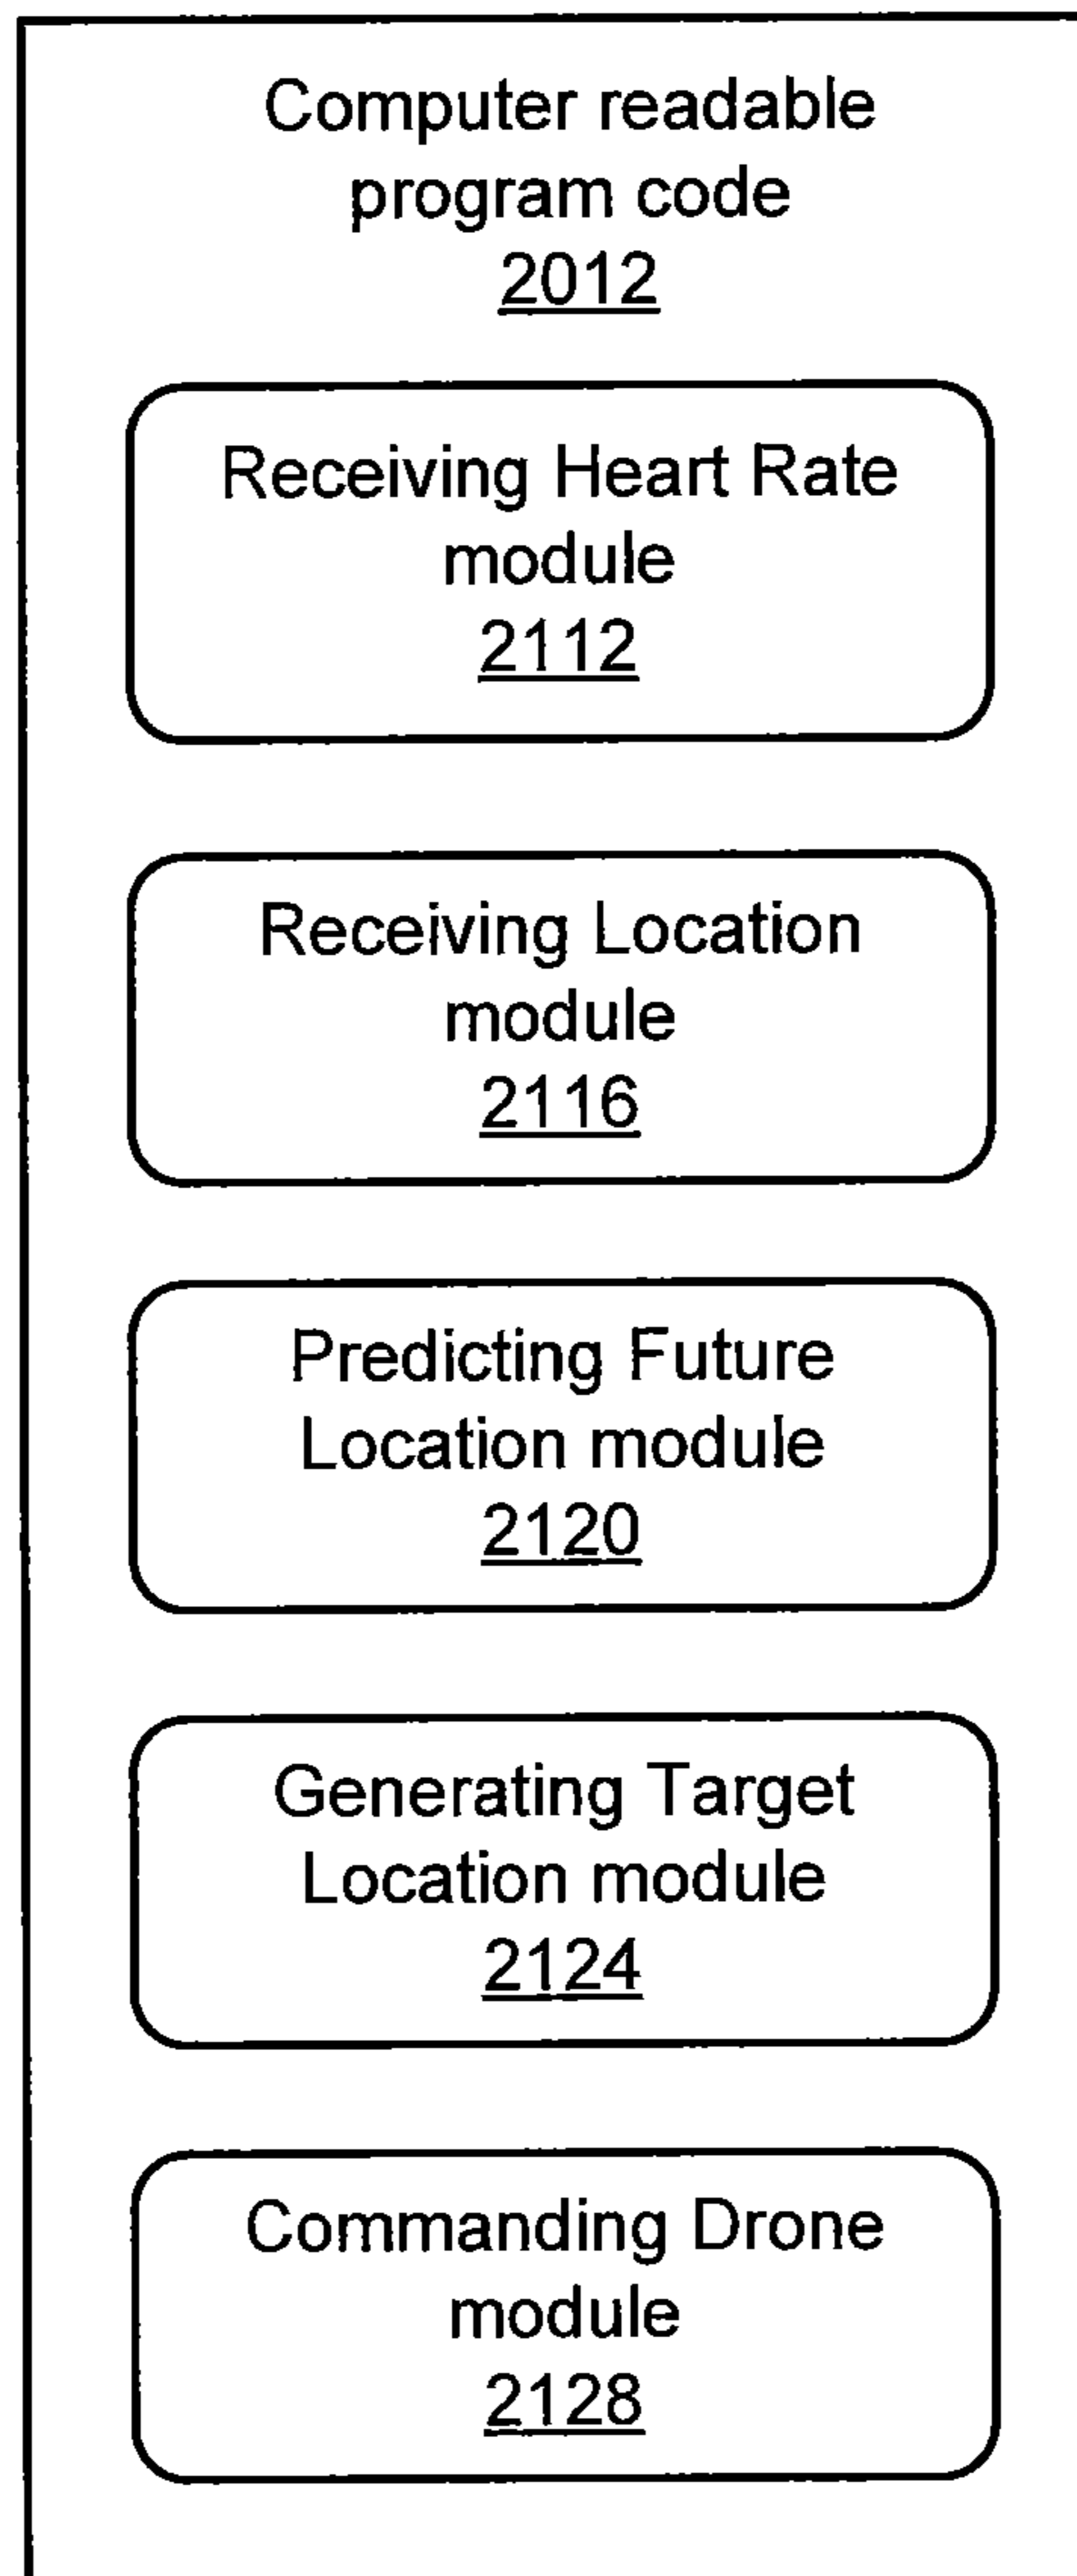 Computer readable
program code
2012
Receiving Heart Rate
module
2112
Receiving Location
module
2116
Predicting Future
Location module
2120
Generating Target
Location module
2124
Commanding Drone
module
2128